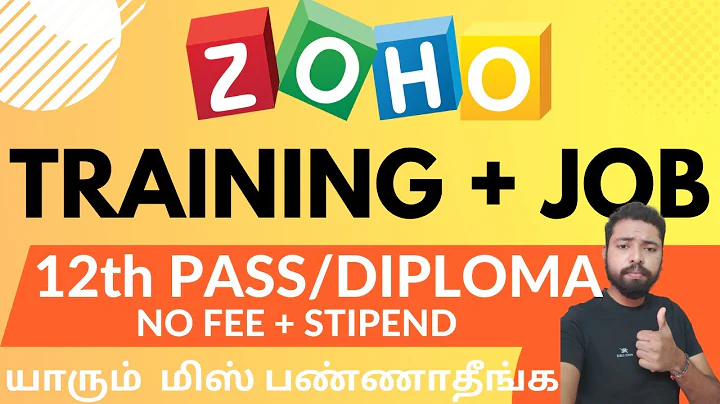 ZOHO
TRAINING + JOB
12th PASS/DIPLOMA
NO FEE + STIPEND
யாரும் மிஸ் பண்ணாதீங்க